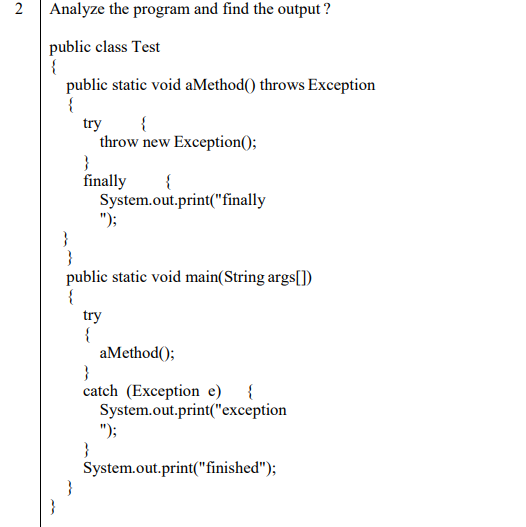 2 Analyze the program and find the output ?
public class Test
{
public static void aMethod() throws Exception
{
try {
throw new Exception();
}
finally {
System.out.print("finally
");
}
}
public static void main(String args[])
{
try
{
aMethod();
}
catch (Exception e) {
System.out.print("exception
");
}
System.out.print("finished");
}
}